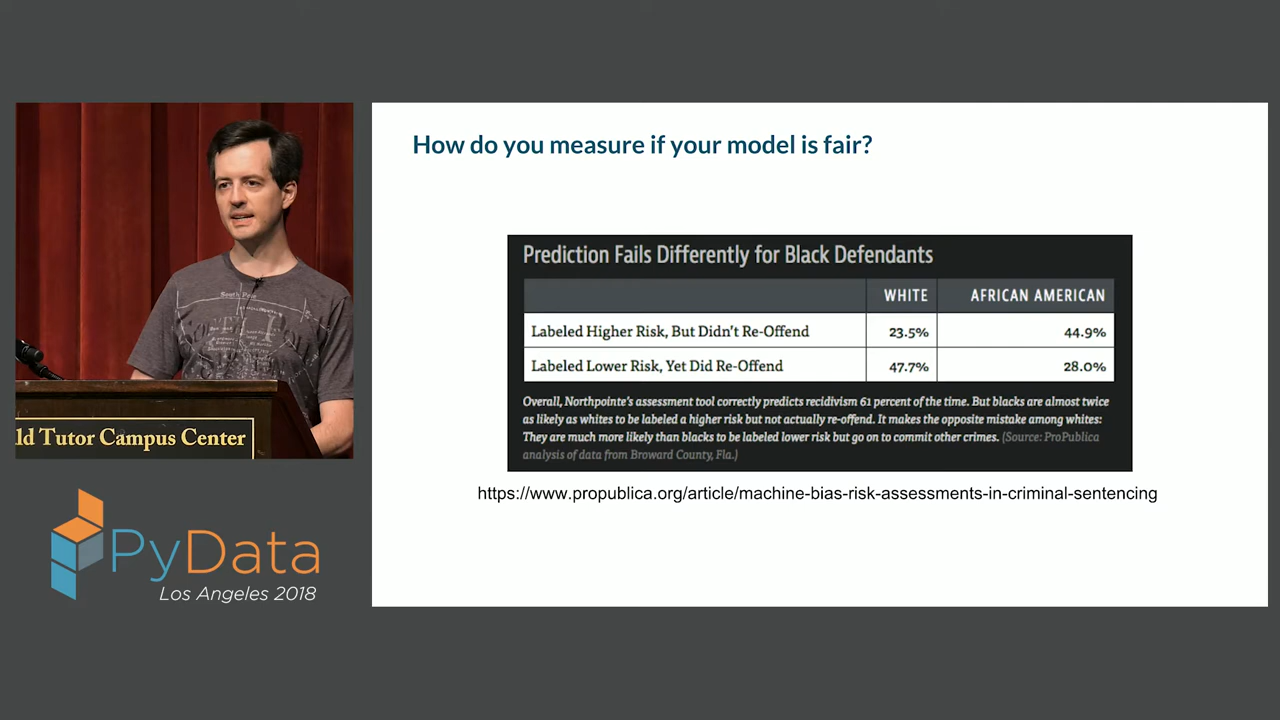 How do you measure if your model is fair?
Prediction Fails Differently for Black Defendants
WHITE AFRICAN AMERICAN
Labeled Higher Risk, But Didn't Re-Offend 23.5% 44.9%
Labeled Lower Risk, Yet Did Re-Offend 47.7% 28.0%
Overall, Northpointe's assessment tool correctly predicts recidivism 61 percent of the time. But blacks are almost twice
as likely as whites to be labeled a higher risk but not actually re-offend. It makes the opposite mistake among whites:
They are much more likely than blacks to be labeled lower risk but go on to commit other crimes. (Source: ProPublica
analysis of data from Broward County, Fla.)
https://www.propublica.org/article/machine-bias-risk-assessments-in-criminal-sentencing
South Pole
ld Tutor Campus Center
PyData
Los Angeles 2018